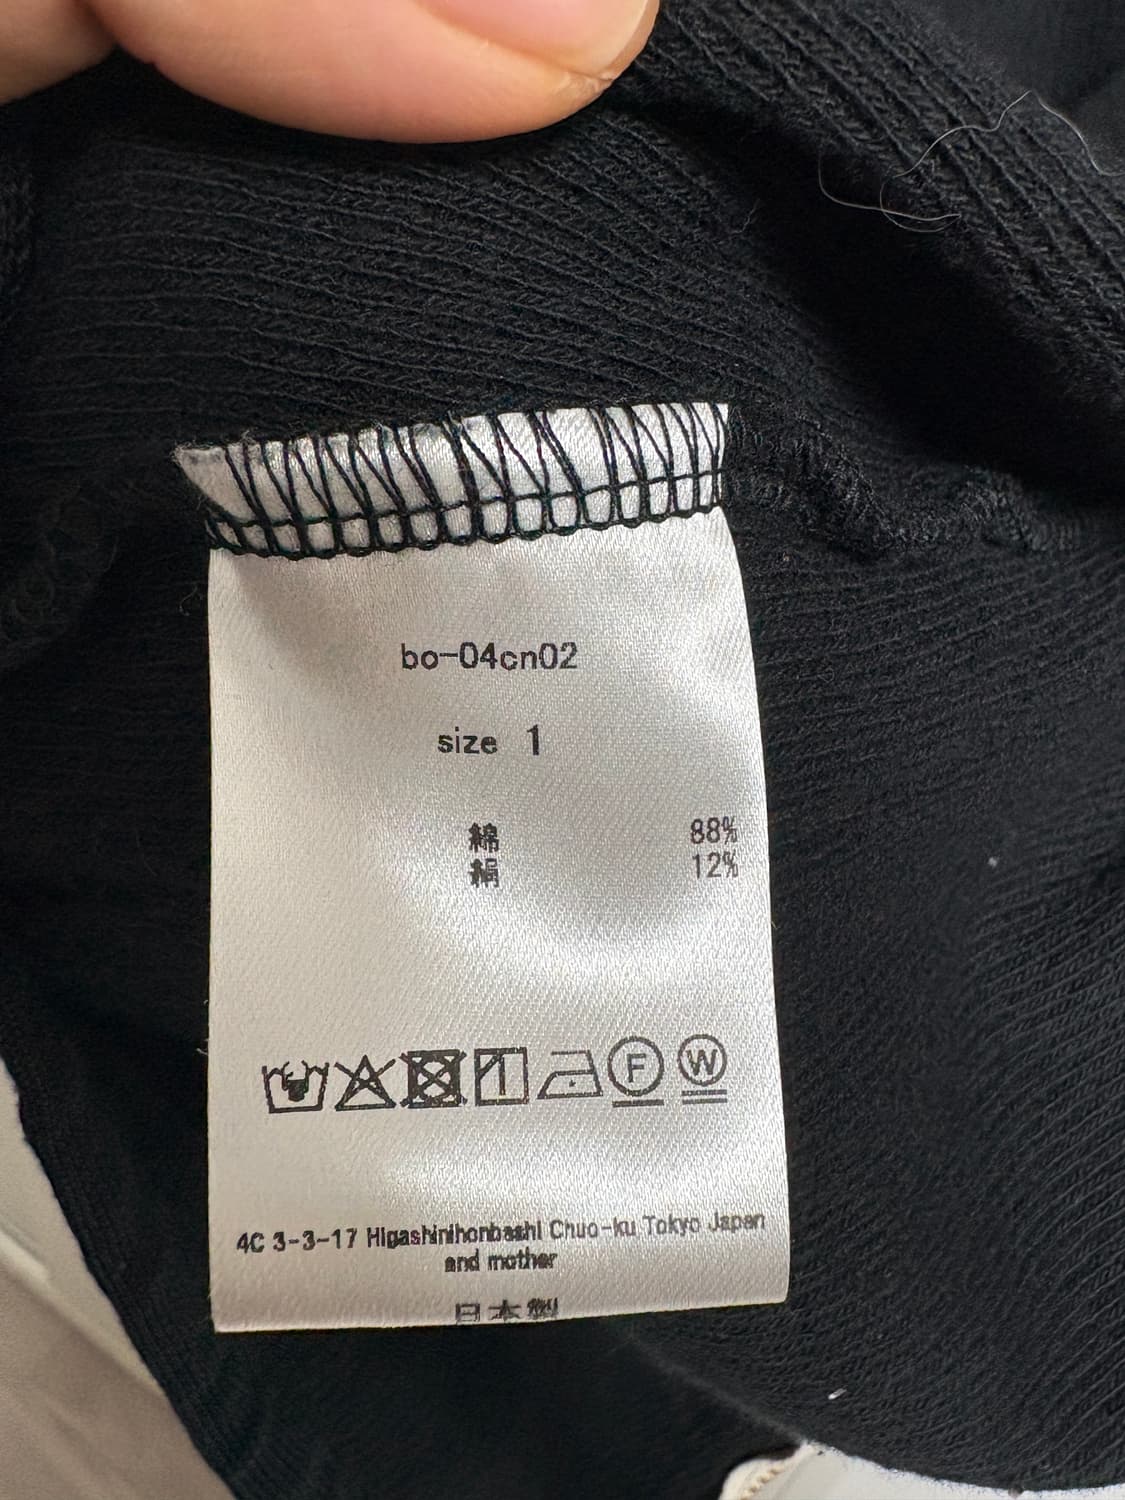 bo-04cn02
size 1
綿 88%
絹 12%
F W
4C 3-3-17 Higashinihonbashi Chuo-ku Tokyo Japan
and mother
日本製